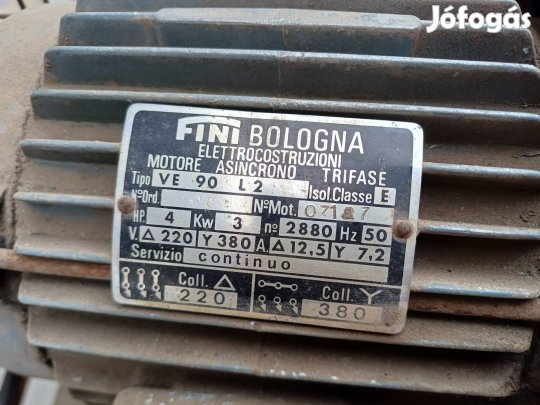 Jófogás
FINI BOLOGNA
ELETTROCOSTRUZIONI
MOTORE ASINCRONO TRIFASE
Tipo VE 90 L2 Isol.Classe E
N°Ord. N°Mot. 07187
HP. 4 Kw 3 n° 2880 Hz 50
V. Δ 220 Y 380 A. Δ 12,5 Y 7,2
Servizio continuo
Coll. Δ Coll. Y
220 380